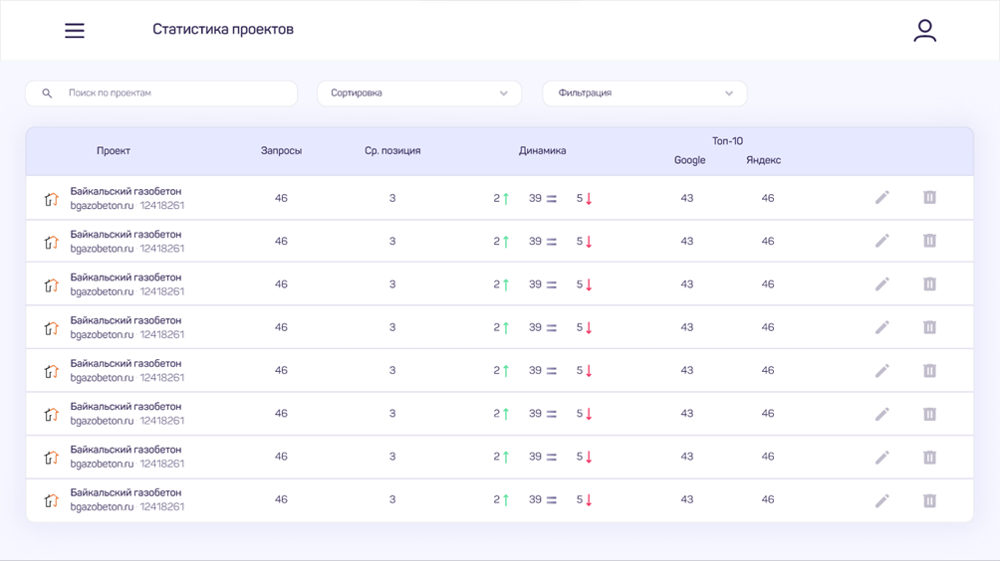 Статистика проектов
Поиск по проектам
Сортировка
Фильтрация
Проект Запросы Ср. позиция Динамика Топ-10
Google Яндекс
Байкальский газобетон
bgazobeton.ru · 12418261
46 3 2 39 5 43 46
Байкальский газобетон
bgazobeton.ru · 12418261
46 3 2 39 5 43 46
Байкальский газобетон
bgazobeton.ru · 12418261
46 3 2 39 5 43 46
Байкальский газобетон
bgazobeton.ru · 12418261
46 3 2 39 5 43 46
Байкальский газобетон
bgazobeton.ru · 12418261
46 3 2 39 5 43 46
Байкальский газобетон
bgazobeton.ru · 12418261
46 3 2 39 5 43 46
Байкальский газобетон
bgazobeton.ru · 12418261
46 3 2 39 5 43 46
Байкальский газобетон
bgazobeton.ru · 12418261
46 3 2 39 5 43 46